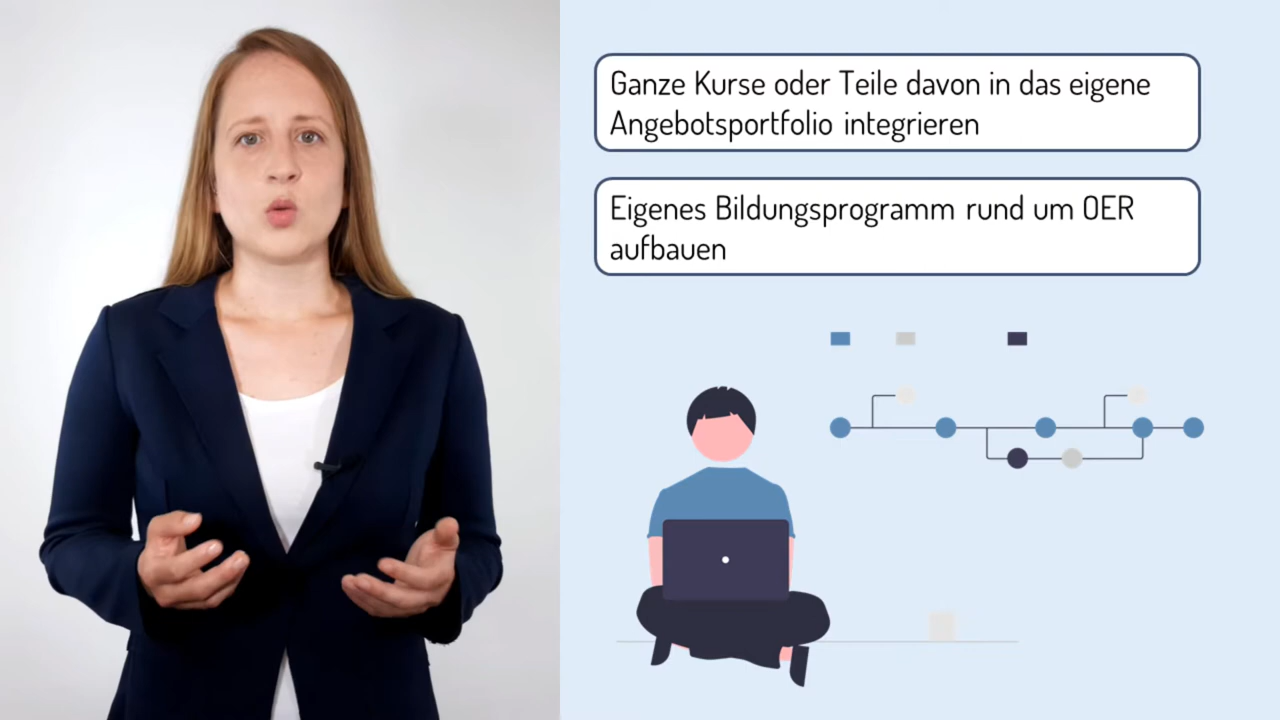 Ganze Kurse oder Teile davon in das eigene
Angebotsportfolio integrieren
Eigenes Bildungsprogramm rund um OER
aufbauen